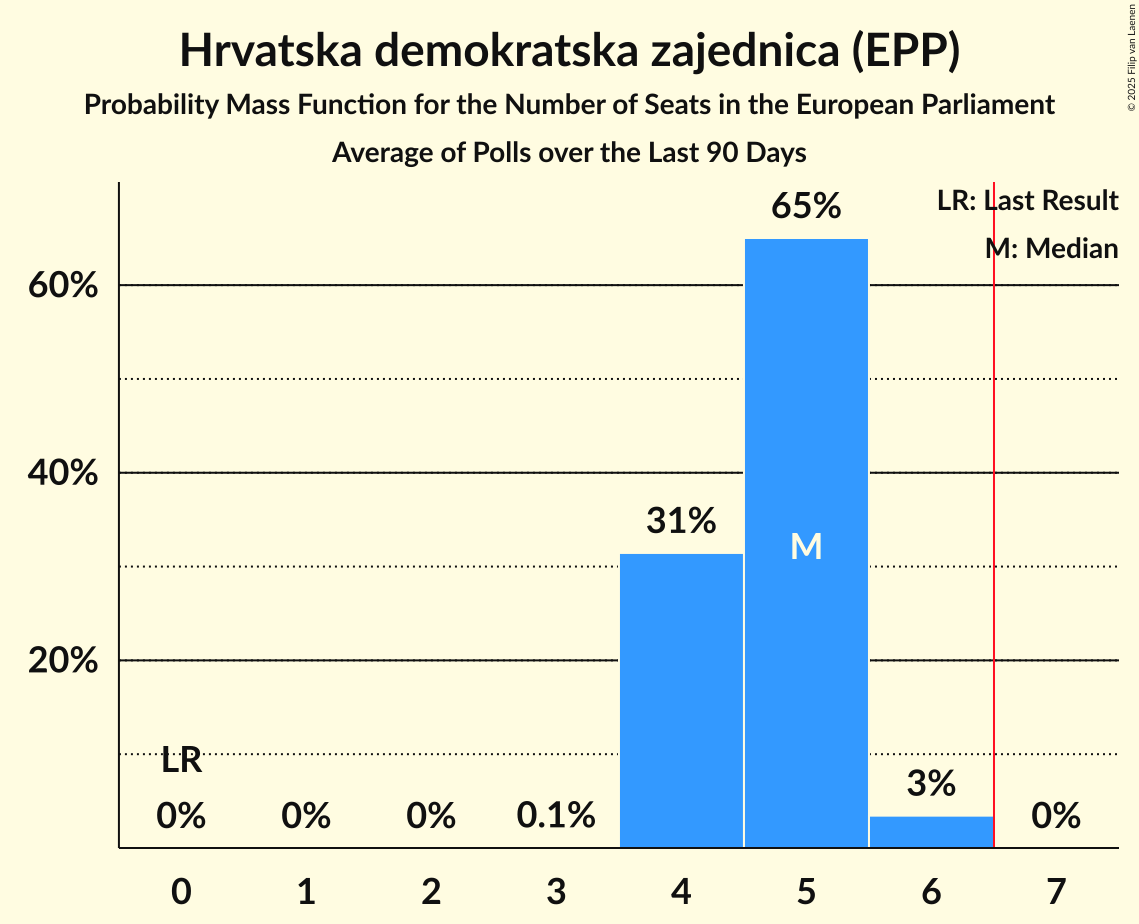 Hrvatska demokratska zajednica (EPP)
Probability Mass Function for the Number of Seats in the European Parliament
Average of Polls over the Last 90 Days
© 2025 Filip van Laenen
LR: Last Result
M: Median
65%
60%
40%
31%
M
20%
LR
0%
0%
0%
0.1%
3%
0%
0
1
2
3
4
5
6
7